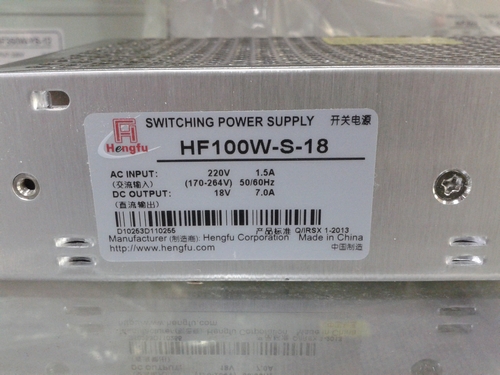 SWITCHING POWER SUPPLY 开关电源
Hengfu
HF100W-S-18
AC INPUT: 220V 1.5A
(交流输入) (170-264V) 50/60Hz
DC OUTPUT: 18V 7.0A
(直流输出)
D10263D110255 产品标准 Q/IRSX 1-2013
Manufacturer (制造商): Hengfu Corporation Made in China
http://www.hengfu.com 中国制造